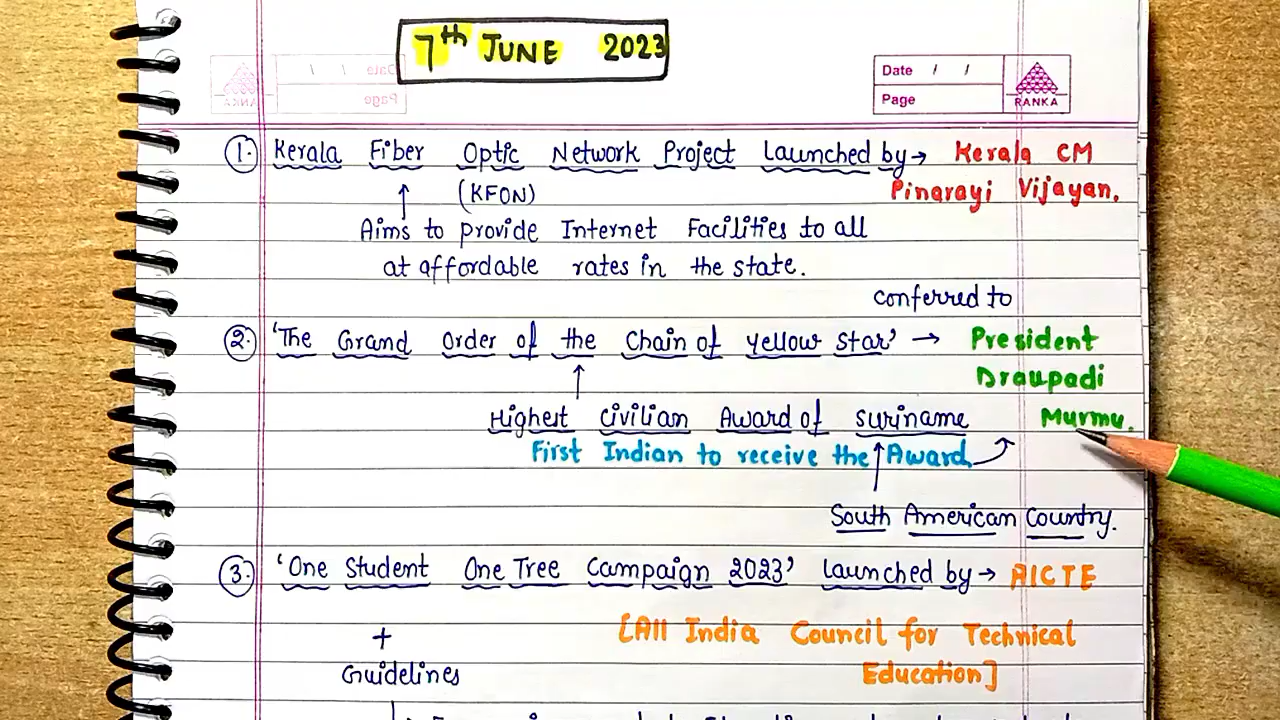 7th JUNE 2023
Date / /
Page
RANKA
1. Kerala Fiber Optic Network Project Launched by → Kerala CM
(KFON) Pinarayi Vijayan.
↑
Aims to provide Internet Facilities to all
at affordable rates in the state.
conferred to
2. 'The Grand Order of the Chain of Yellow Star' → President
Draupadi
Highest Civilian Award of Suriname Murmu.
First Indian to receive the Award
South American Country.
3. 'One Student One Tree Campaign 2023' launched by → AICTE
+ [All India Council for Technical
Guidelines Education]